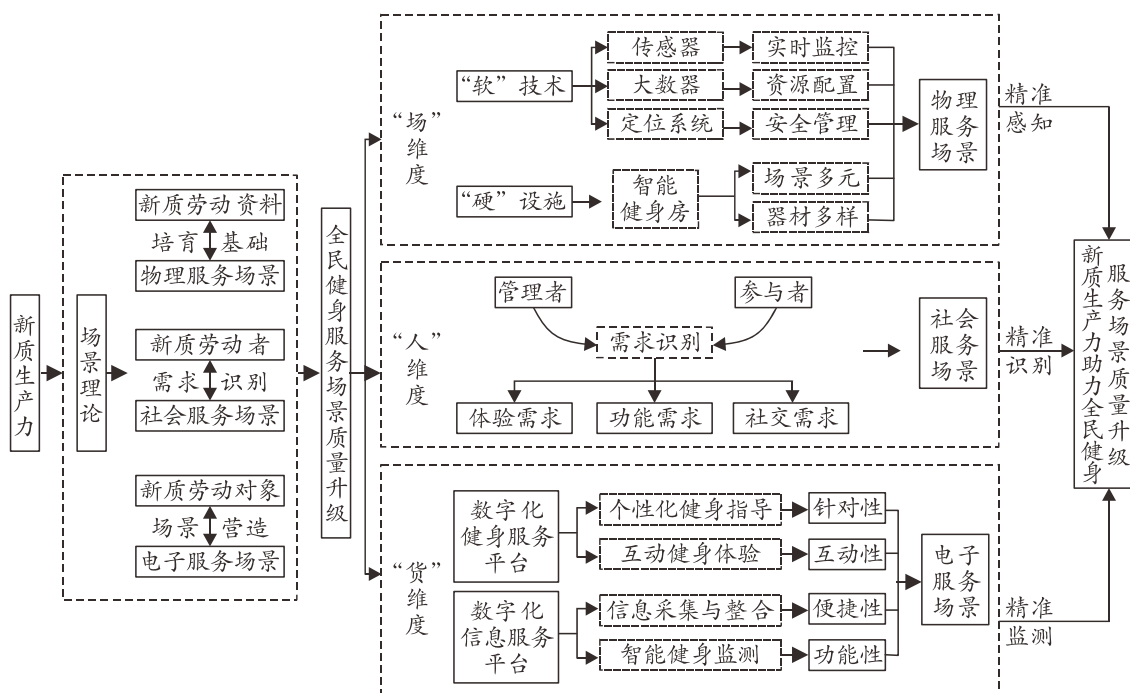 新质生产力
场景理论
新质劳动资料
培育 基础
物理服务场景
新质劳动者
需求 识别
社会服务场景
新质劳动对象
场景 营造
电子服务场景
全民健身服务场景质量升级
“场”
维
度
“软”技术
传感器
实时监控
大数器
资源配置
定位系统
安全管理
“硬”设施
智能
健身房
场景多元
器材多样
物理
服务
场景
精准
感知
“人”
维
度
管理者
参与者
需求识别
体验需求
功能需求
社交需求
社会
服务
场景
精准
识别
“货”
维
度
数字化
健身服务
平台
个性化健身指导
针对性
互动健身体验
互动性
数字化
信息服务
平台
信息采集与整合
便捷性
智能健身监测
功能性
电子
服务
场景
精准
监测
新质生产力助力全民健身
服务场景质量升级